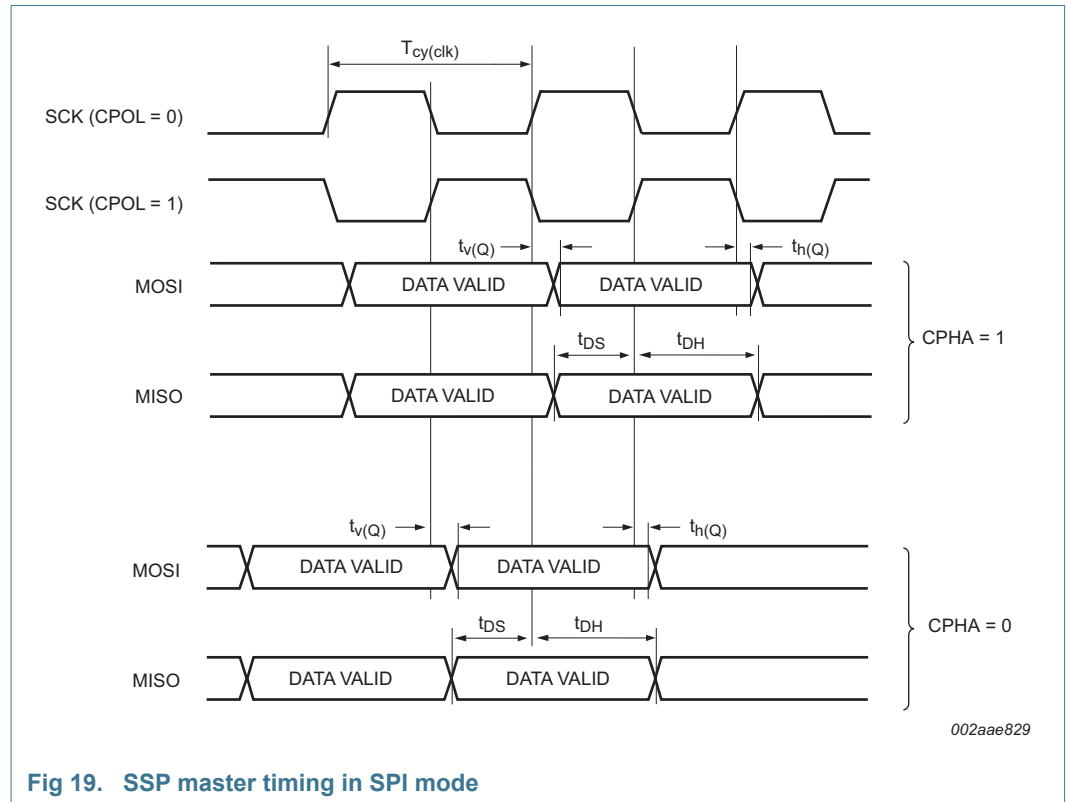 Tcy(clk)
SCK (CPOL = 0)
SCK (CPOL = 1)
tv(Q)
th(Q)
MOSI
DATA VALID
DATA VALID
tDS
tDH
CPHA = 1
MISO
DATA VALID
DATA VALID
tv(Q)
th(Q)
MOSI
DATA VALID
DATA VALID
tDS
tDH
CPHA = 0
MISO
DATA VALID
DATA VALID
002aae829
Fig 19. SSP master timing in SPI mode